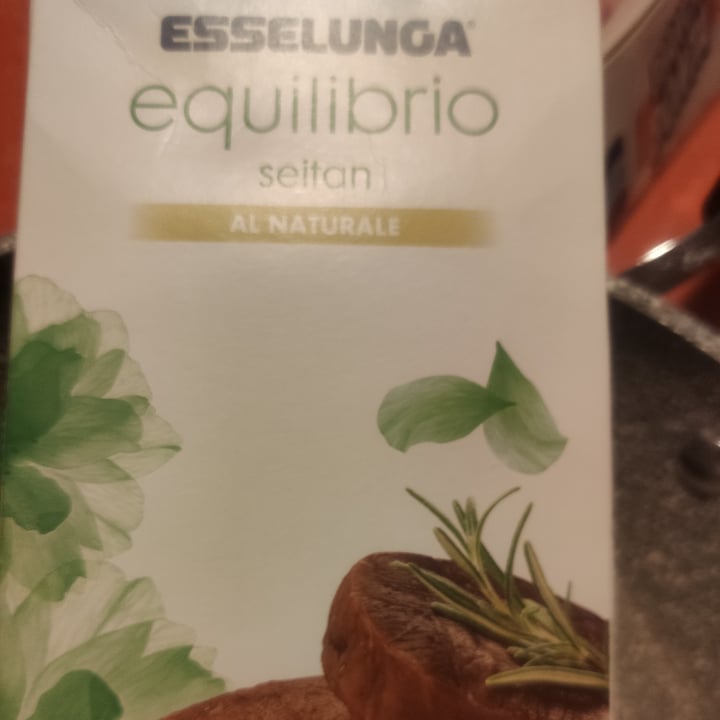 ESSELUNGA®
equilibrio
seitan
AL NATURALE